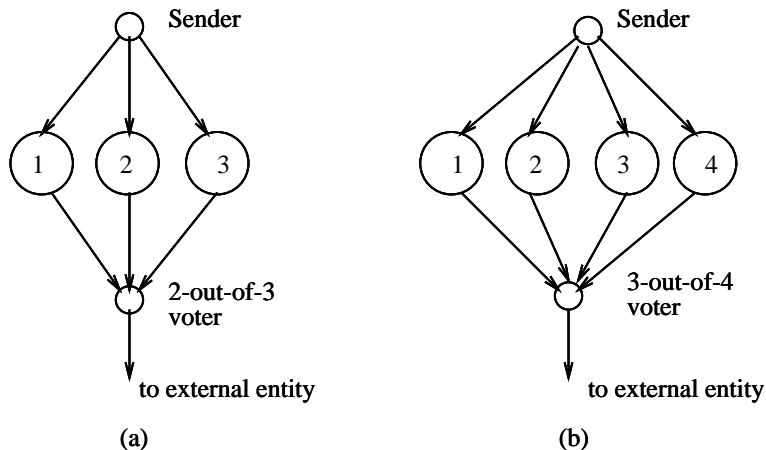 Sender
1 2 3
2-out-of-3
voter
to external entity
(a)
Sender
1 2 3 4
3-out-of-4
voter
to external entity
(b)